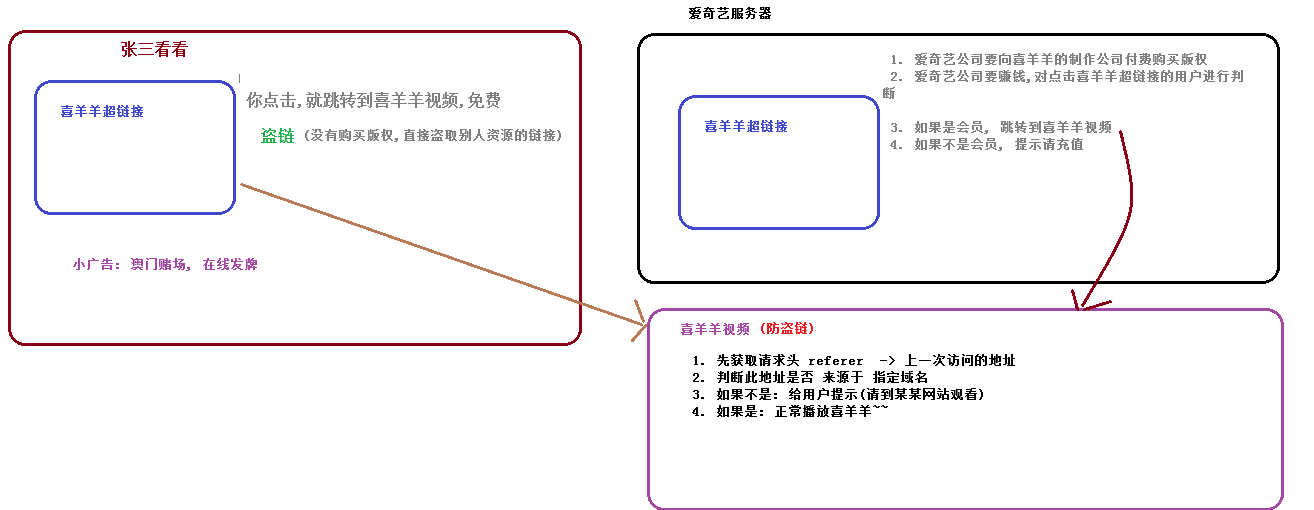 爱奇艺服务器
张三看看
喜羊羊超链接
你点击,就跳转到喜羊羊视频,免费
盗链 (没有购买版权,直接盗取别人资源的链接)
小广告: 澳门赌场, 在线发牌
1. 爱奇艺公司要向喜羊羊的制作公司付费购买版权
2. 爱奇艺公司要赚钱,对点击喜羊羊超链接的用户进行判
断
喜羊羊超链接
3. 如果是会员, 跳转到喜羊羊视频
4. 如果不是会员, 提示请充值
喜羊羊视频 (防盗链)
1. 先获取请求头 referer -> 上一次访问的地址
2. 判断此地址是否 来源于 指定域名
3. 如果不是: 给用户提示(请到某某网站观看)
4. 如果是: 正常播放喜羊羊~~